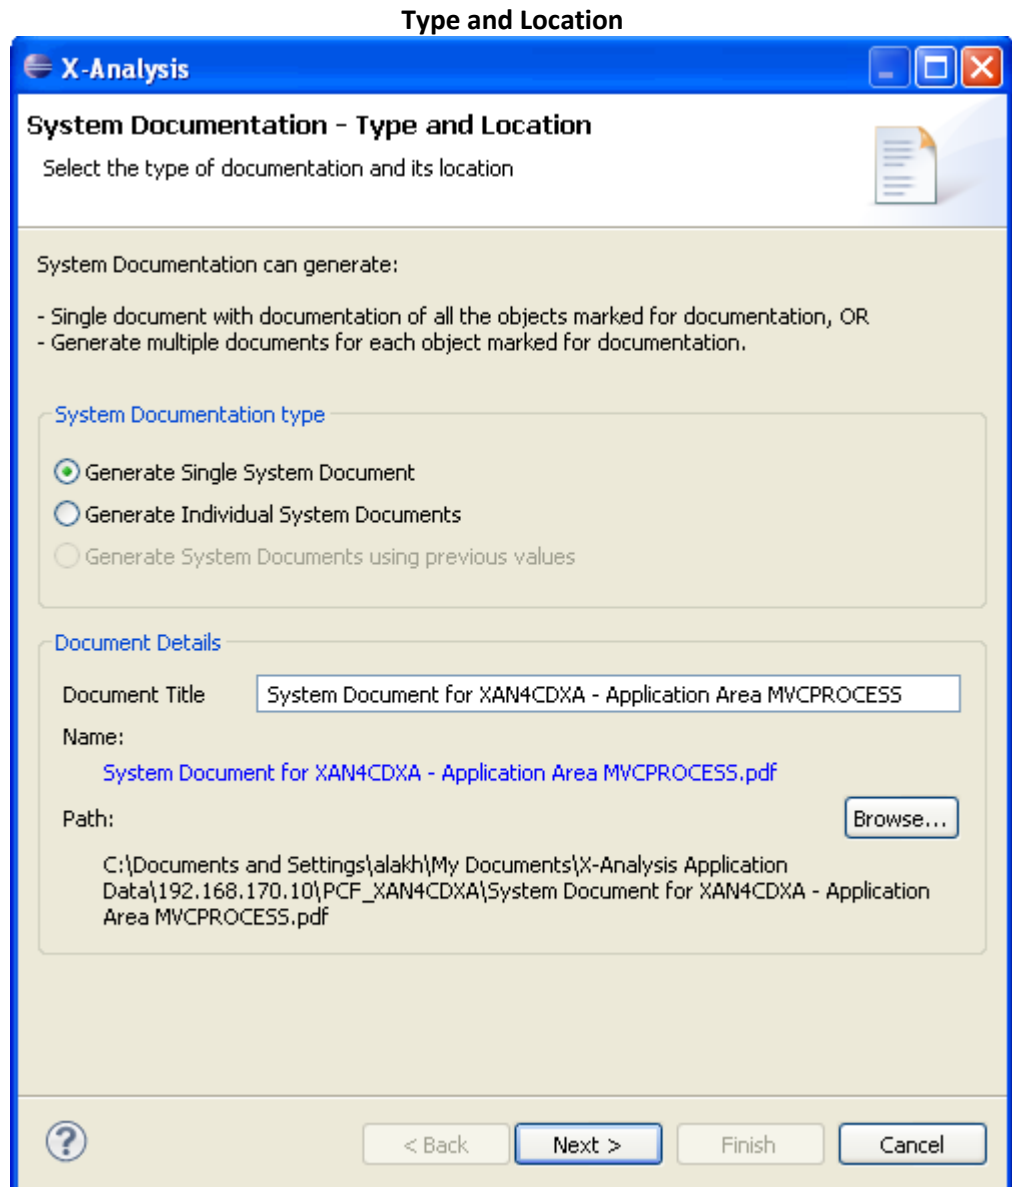 Type and Location
X-Analysis
System Documentation - Type and Location
Select the type of documentation and its location
System Documentation can generate:
- Single document with documentation of all the objects marked for documentation, OR
- Generate multiple documents for each object marked for documentation.
System Documentation type
Generate Single System Document
Generate Individual System Documents
Generate System Documents using previous values
Document Details
Document Title
System Document for XAN4CDXA - Application Area MVCPROCESS
Name:
System Document for XAN4CDXA - Application Area MVCPROCESS.pdf
Path:
Browse...
C:\Documents and Settings\alakh\My Documents\X-Analysis Application
Data\192.168.170.10\PCF_XAN4CDXA\System Document for XAN4CDXA - Application
Area MVCPROCESS.pdf
?
< Back
Next >
Finish
Cancel